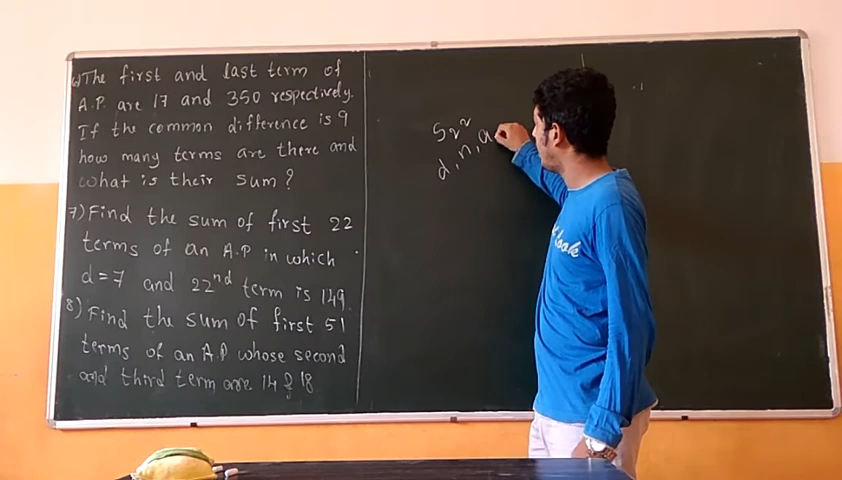 6) The first and last term of
A.P. are 17 and 350 respectively.
If the common difference is 9
how many terms are there and
what is their sum?
7) Find the sum of first 22
terms of an A.P in which
d=7 and 22nd term is 149.
8) Find the sum of first 51
terms of an A.P whose second
and third term are 14 & 18
d, n, a
look